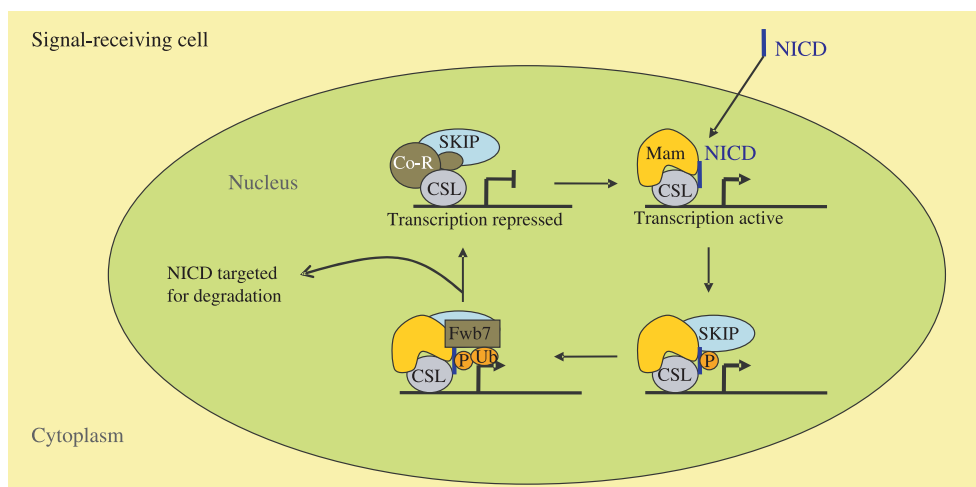 Signal-receiving cell
NICD
SKIP
Co-R
Mam
NICD
Nucleus
CSL
CSL
Transcription repressed
Transcription active
NICD targeted
for degradation
Fwb7
SKIP
P
Ub
P
CSL
CSL
Cytoplasm